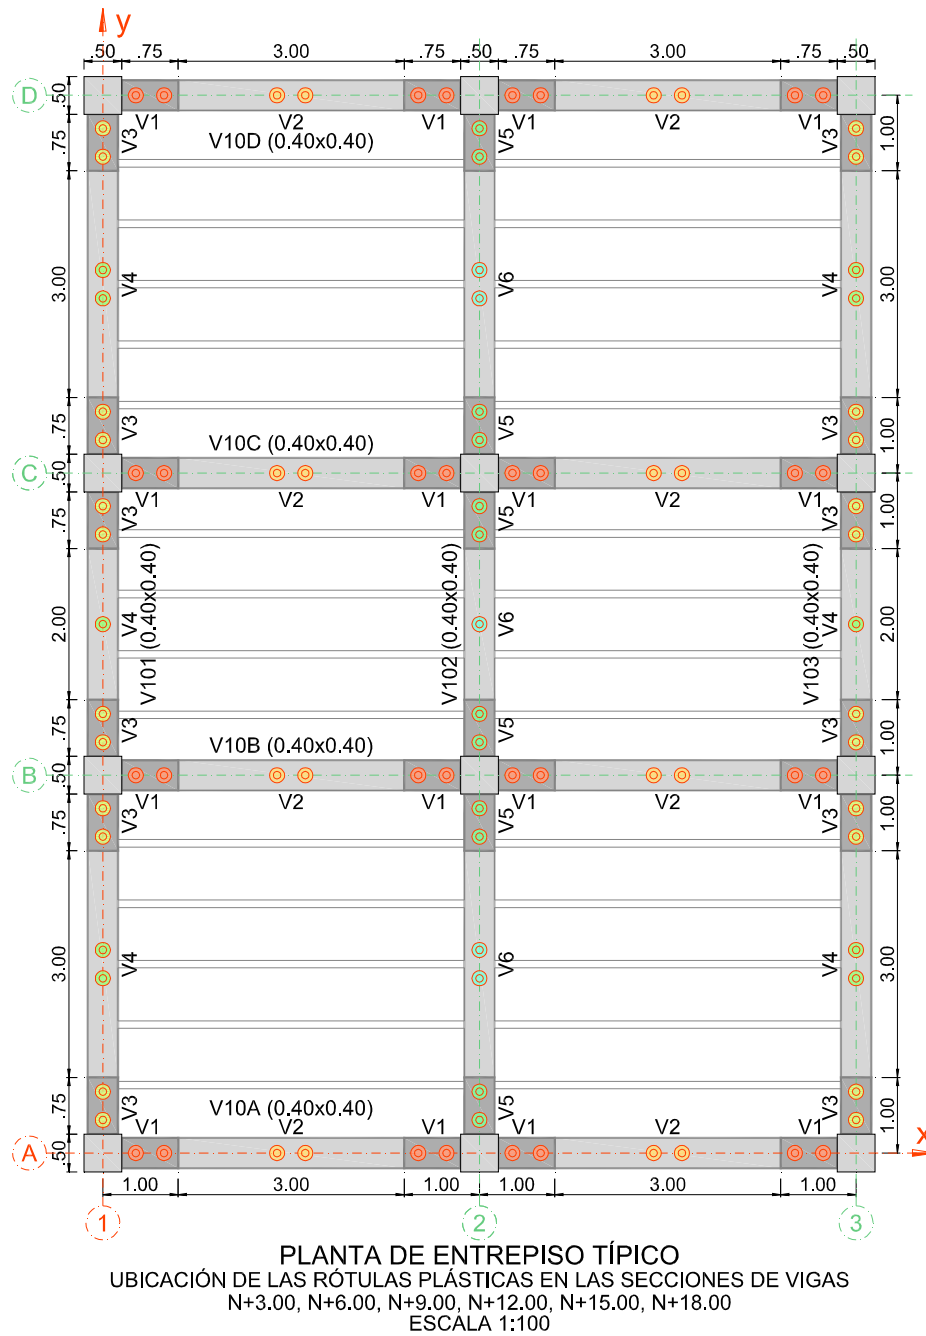 y
.50 .75 3.00 .75 .50 .75 3.00 .75 .50
D
.50
V1 V2 V1 V1 V2 V1
V3 V5 V3
V10D (0.40x0.40)
.75 1.00
3.00 V4 V6 V4 3.00
.75 V3 V5 V3 1.00
V10C (0.40x0.40)
C
.50
V1 V2 V1 V1 V2 V1
.75 V3 V5 V3 1.00
2.00 V4 V6 V4 2.00
V101 (0.40x0.40) V102 (0.40x0.40) V103 (0.40x0.40)
.75 V3 V5 V3 1.00
V10B (0.40x0.40)
B
.50
V1 V2 V1 V1 V2 V1
.75 V3 V5 V3 1.00
3.00 V4 V6 V4 3.00
.75 V3 V5 V3 1.00
V10A (0.40x0.40)
V1 V2 V1 V1 V2 V1
A
.50
x
1.00 3.00 1.00 1.00 3.00 1.00
1 2 3
PLANTA DE ENTREPISO TÍPICO
UBICACIÓN DE LAS RÓTULAS PLÁSTICAS EN LAS SECCIONES DE VIGAS
N+3.00, N+6.00, N+9.00, N+12.00, N+15.00, N+18.00
ESCALA 1:100